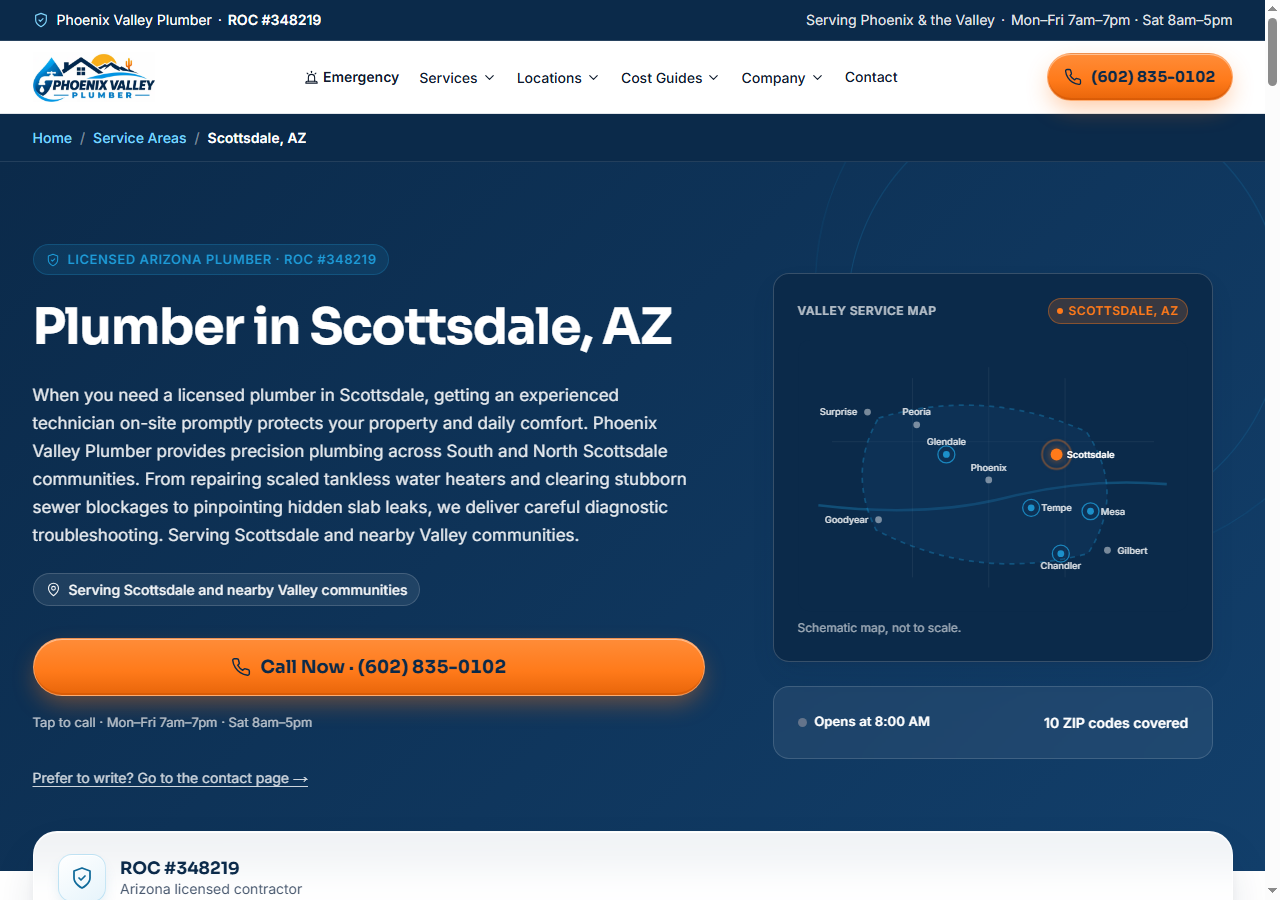 Phoenix Valley Plumber · ROC #348219
Serving Phoenix & the Valley · Mon–Fri 7am–7pm · Sat 8am–5pm
PHOENIX VALLEY
PLUMBER
Emergency
Services
Locations
Cost Guides
Company
Contact
(602) 835-0102
Home / Service Areas / Scottsdale, AZ
LICENSED ARIZONA PLUMBER · ROC #348219
Plumber in Scottsdale, AZ
When you need a licensed plumber in Scottsdale, getting an experienced
technician on-site promptly protects your property and daily comfort. Phoenix
Valley Plumber provides precision plumbing across South and North Scottsdale
communities. From repairing scaled tankless water heaters and clearing stubborn
sewer blockages to pinpointing hidden slab leaks, we deliver careful diagnostic
troubleshooting. Serving Scottsdale and nearby Valley communities.
Serving Scottsdale and nearby Valley communities
Call Now · (602) 835-0102
Tap to call · Mon–Fri 7am–7pm · Sat 8am–5pm
Prefer to write? Go to the contact page →
VALLEY SERVICE MAP
SCOTTSDALE, AZ
Surprise
Peoria
Glendale
Scottsdale
Phoenix
Tempe
Mesa
Goodyear
Gilbert
Chandler
Schematic map, not to scale.
Opens at 8:00 AM
10 ZIP codes covered
ROC #348219
Arizona licensed contractor